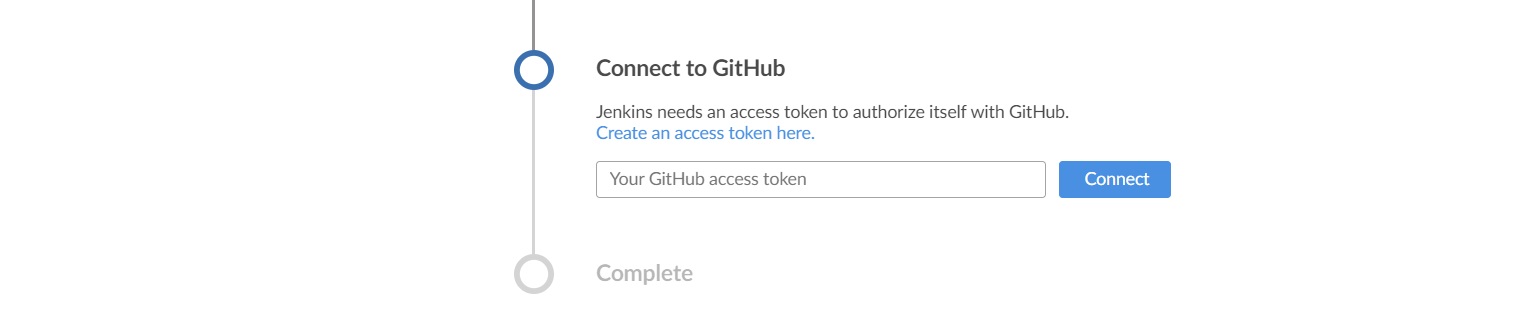 Connect to GitHub
Jenkins needs an access token to authorize itself with GitHub.
Create an access token here.
Your GitHub access token
Connect
Complete